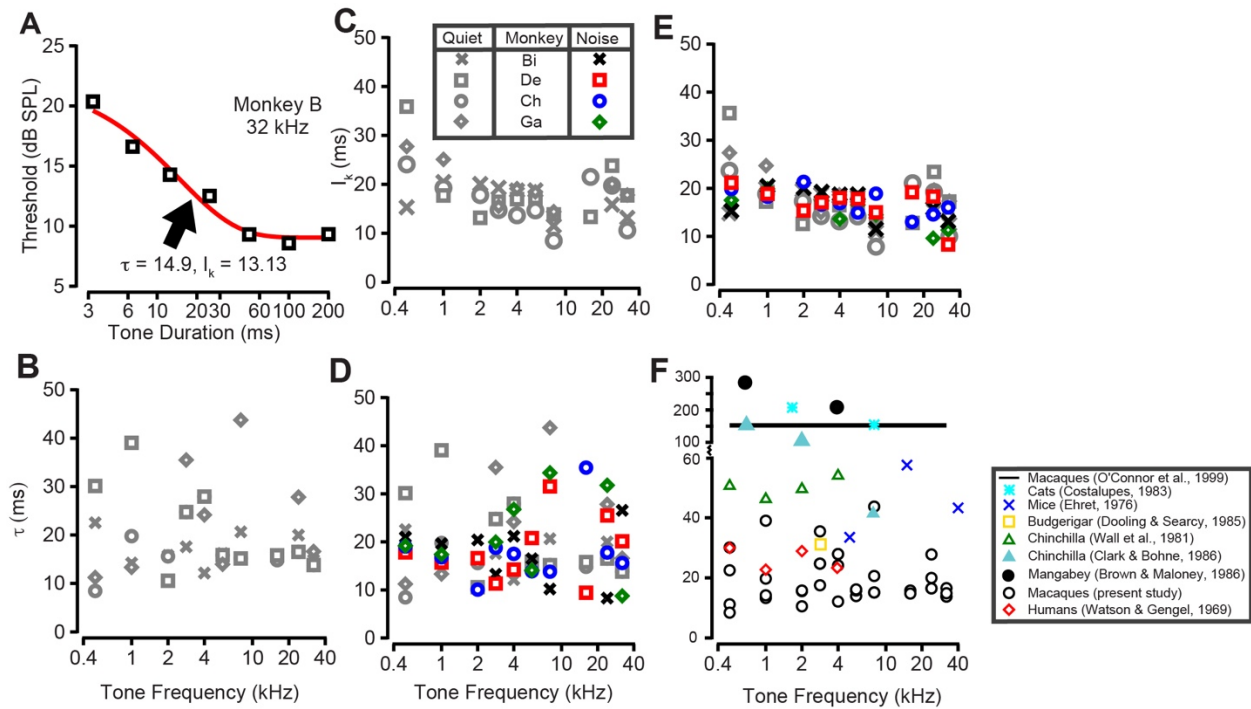 A
25
20
15
10
5
Threshold (dB SPL)
Monkey B
32 kHz
τ = 14.9, I_k = 13.13
3 6 10 20 30 60 100 200
Tone Duration (ms)
C
50
40
30
20
10
0
I_k (ms)
Quiet Monkey Noise
Bi
De
Ch
Ga
0.4 1 2 4 10 20 40
E
50
40
30
20
10
0
0.4 1 2 4 10 20 40
B
50
40
30
20
10
0
τ (ms)
0.4 1 2 4 10 20 40
Tone Frequency (kHz)
D
50
40
30
20
10
0
0.4 1 2 4 10 20 40
Tone Frequency (kHz)
F
300
200
100
60
40
20
0
0.4 1 2 4 10 20 40
Tone Frequency (kHz)
Macaques (O'Connor et al., 1999)
Cats (Costalupes, 1983)
Mice (Ehret, 1976)
Budgerigar (Dooling & Searcy, 1985)
Chinchilla (Wall et al., 1981)
Chinchilla (Clark & Bohne, 1986)
Mangabey (Brown & Maloney, 1986)
Macaques (present study)
Humans (Watson & Gengel, 1969)